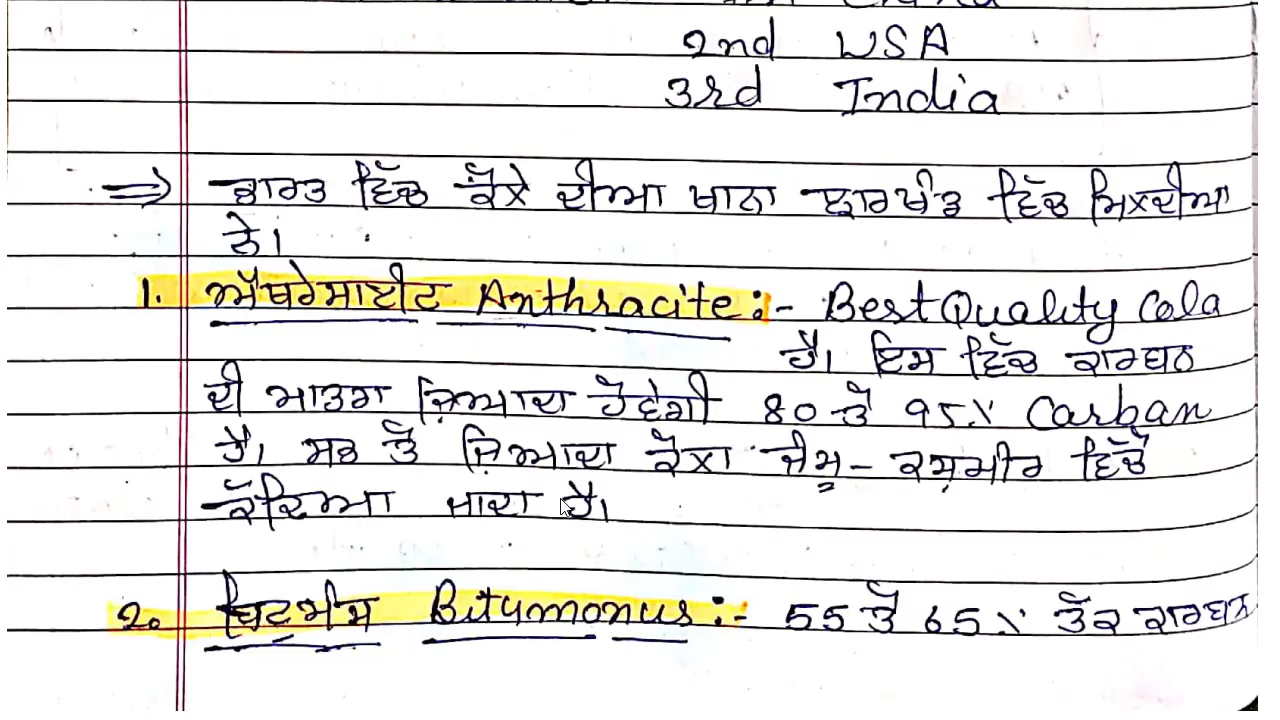 2nd USA
3rd India
⇒ ਭਾਰਤ ਵਿੱਚ ਕੋਲੇ ਦੀਆ ਖਾਨਾ ਝਾਰਖੰਡ ਵਿੱਚ ਮਿਲਦੀਆ
ਨੇ।
1. ਐਂਥਰੇਸਾਈਟ Anthracite:- Best Quality Cola
ਹੈ। ਇਸ ਵਿੱਚ ਕਾਰਬਨ
ਦੀ ਮਾਤਰਾ ਜ਼ਿਆਦਾ ਹੋਵੇਗੀ 80 ਤੋਂ 95% Carban
ਹੈ। ਸਭ ਤੋਂ ਜ਼ਿਆਦਾ ਕੋਲਾ ਜੰਮੂ-ਕਸ਼ਮੀਰ ਵਿੱਚੋਂ
ਕੱਢਿਆ ਜਾਦਾ ਹੈ।
2. ਬਿਟੂਮੀਨਸ Bitumonus:- 55 ਤੋਂ 65% ਤੱਕ ਕਾਰਬਨ